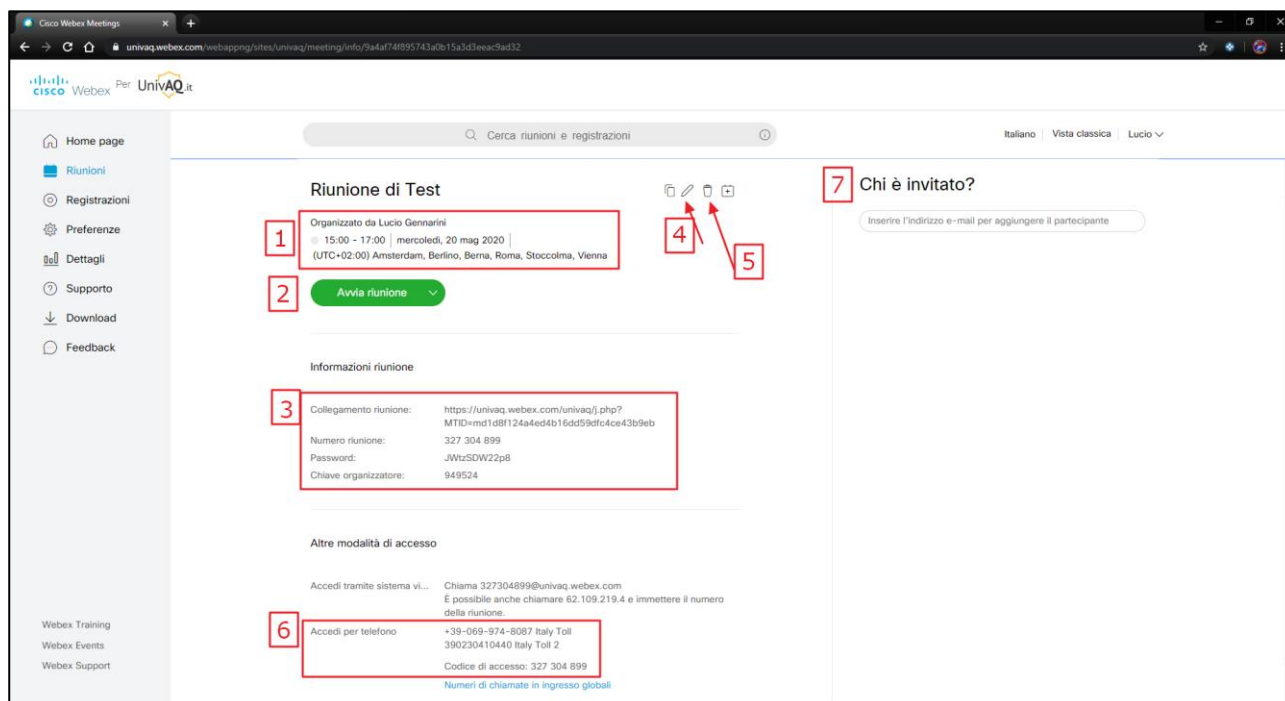 Cisco Webex Meetings
univaq.webex.com/webappng/sites/univaq/meeting/info/9a4af74f895743a0b15a3d3eeac9ad32
CISCO Webex Per UnivAQ.it
Cerca riunioni e registrazioni
Italiano Vista classica Lucio
Home page
Riunioni
Registrazioni
Preferenze
Dettagli
Supporto
Download
Feedback
Webex Training
Webex Events
Webex Support
Riunione di Test
1
Organizzato da Lucio Gennarini
15:00 - 17:00 mercoledì, 20 mag 2020
(UTC+02:00) Amsterdam, Berlino, Berna, Roma, Stoccolma, Vienna
4
5
2
Avvia riunione
Informazioni riunione
3
Collegamento riunione: https://univaq.webex.com/univaq/j.php?
MTID=md1d8f124a4ed4b16dd59dfc4ce43b9eb
Numero riunione: 327 304 899
Password: JWtzSDW22p8
Chiave organizzatore: 949524
Altre modalità di accesso
Accedi tramite sistema vi... Chiama 327304899@univaq.webex.com
È possibile anche chiamare 62.109.219.4 e immettere il numero
della riunione.
6
Accedi per telefono +39-069-974-8087 Italy Toll
390230410440 Italy Toll 2
Codice di accesso: 327 304 899
Numeri di chiamate in ingresso globali
7
Chi è invitato?
Inserire l'indirizzo e-mail per aggiungere il partecipante